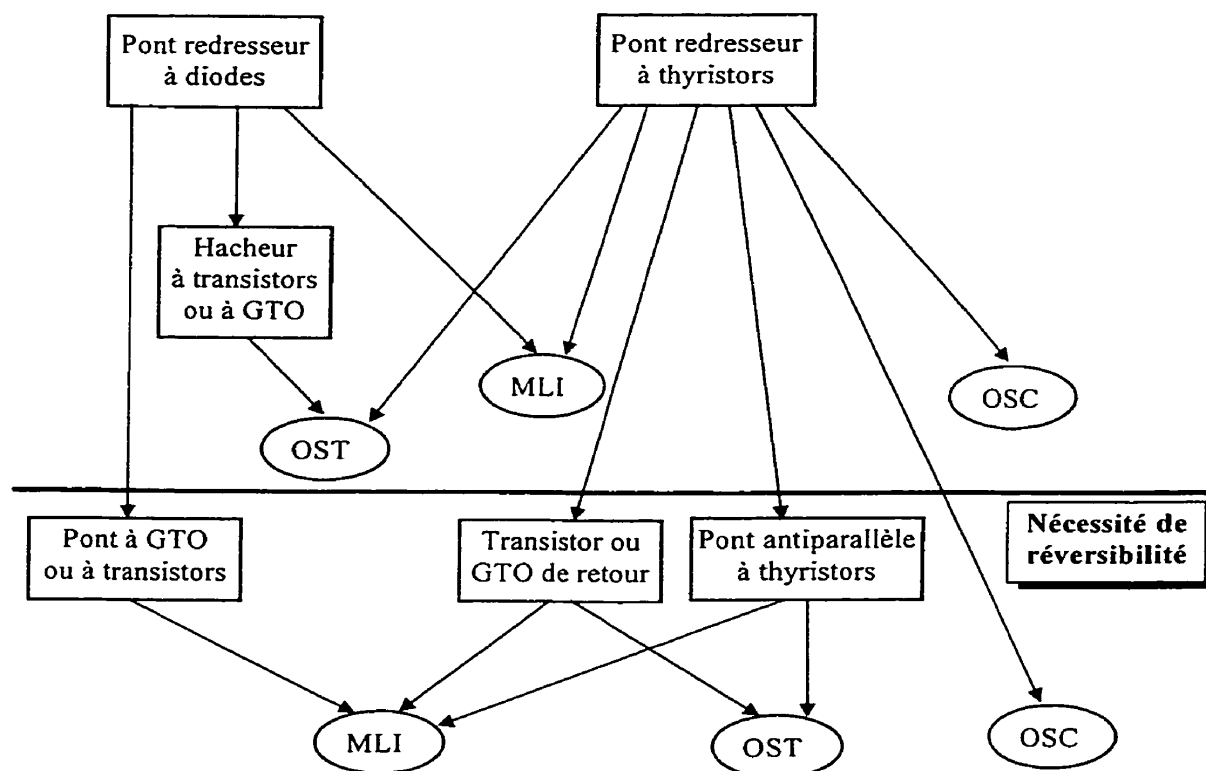 Pont redresseur
à diodes
Pont redresseur
à thyristors
Hacheur
à transistors
ou à GTO
MLI
OSC
OST
Pont à GTO
ou à transistors
Transistor ou
GTO de retour
Pont antiparallèle
à thyristors
Nécessité de
réversibilité
MLI
OST
OSC